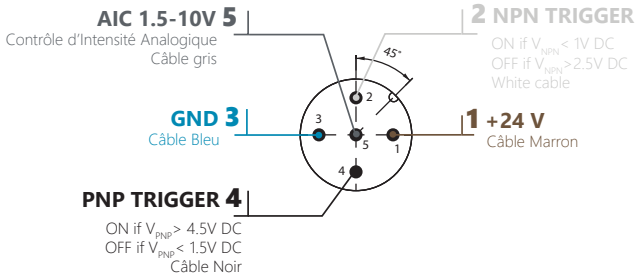 AIC 1.5-10V 5
Contrôle d’Intensité Analogique
Câble gris
2 NPN TRIGGER
ON if VNPN < 1V DC
OFF if VNPN >2.5V DC
White cable
45°
2
3
5
1
4
GND 3
Câble Bleu
1 +24 V
Câble Marron
PNP TRIGGER 4
ON if VPNP > 4.5V DC
OFF if VPNP < 1.5V DC
Câble Noir